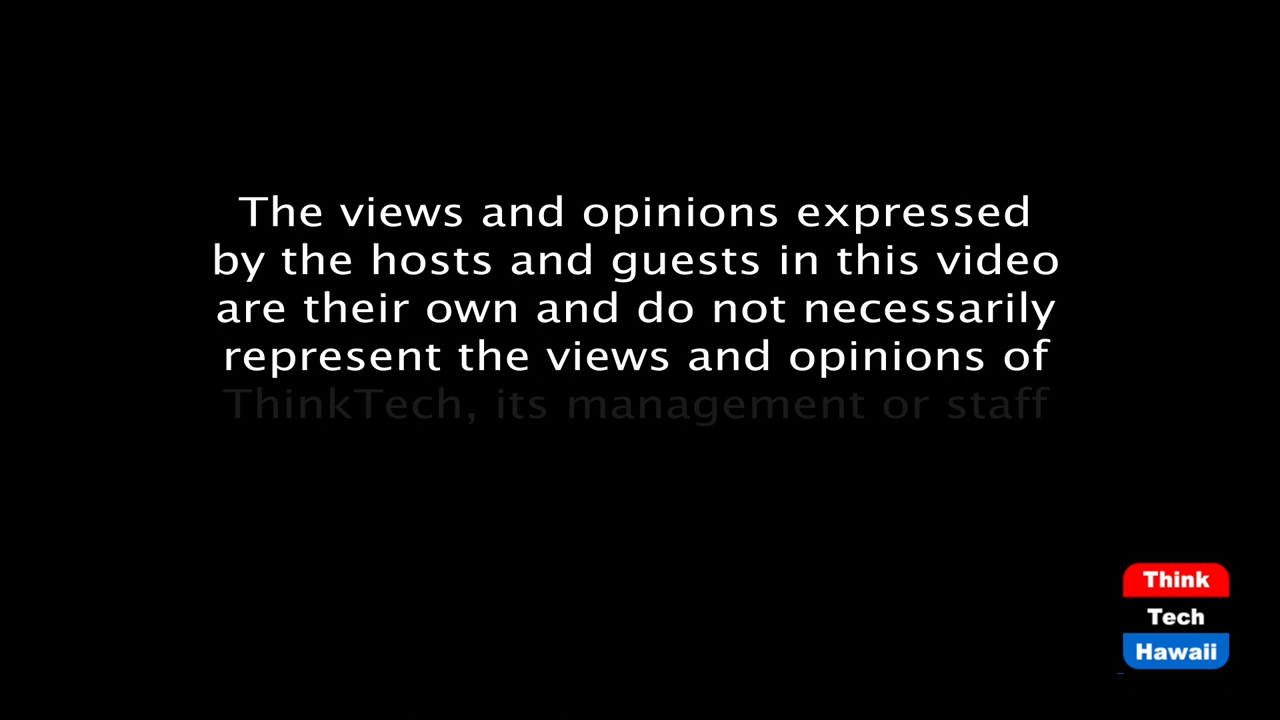 The views and opinions expressed
by the hosts and guests in this video
are their own and do not necessarily
represent the views and opinions of
ThinkTech, its management or staff
Think
Tech
Hawaii